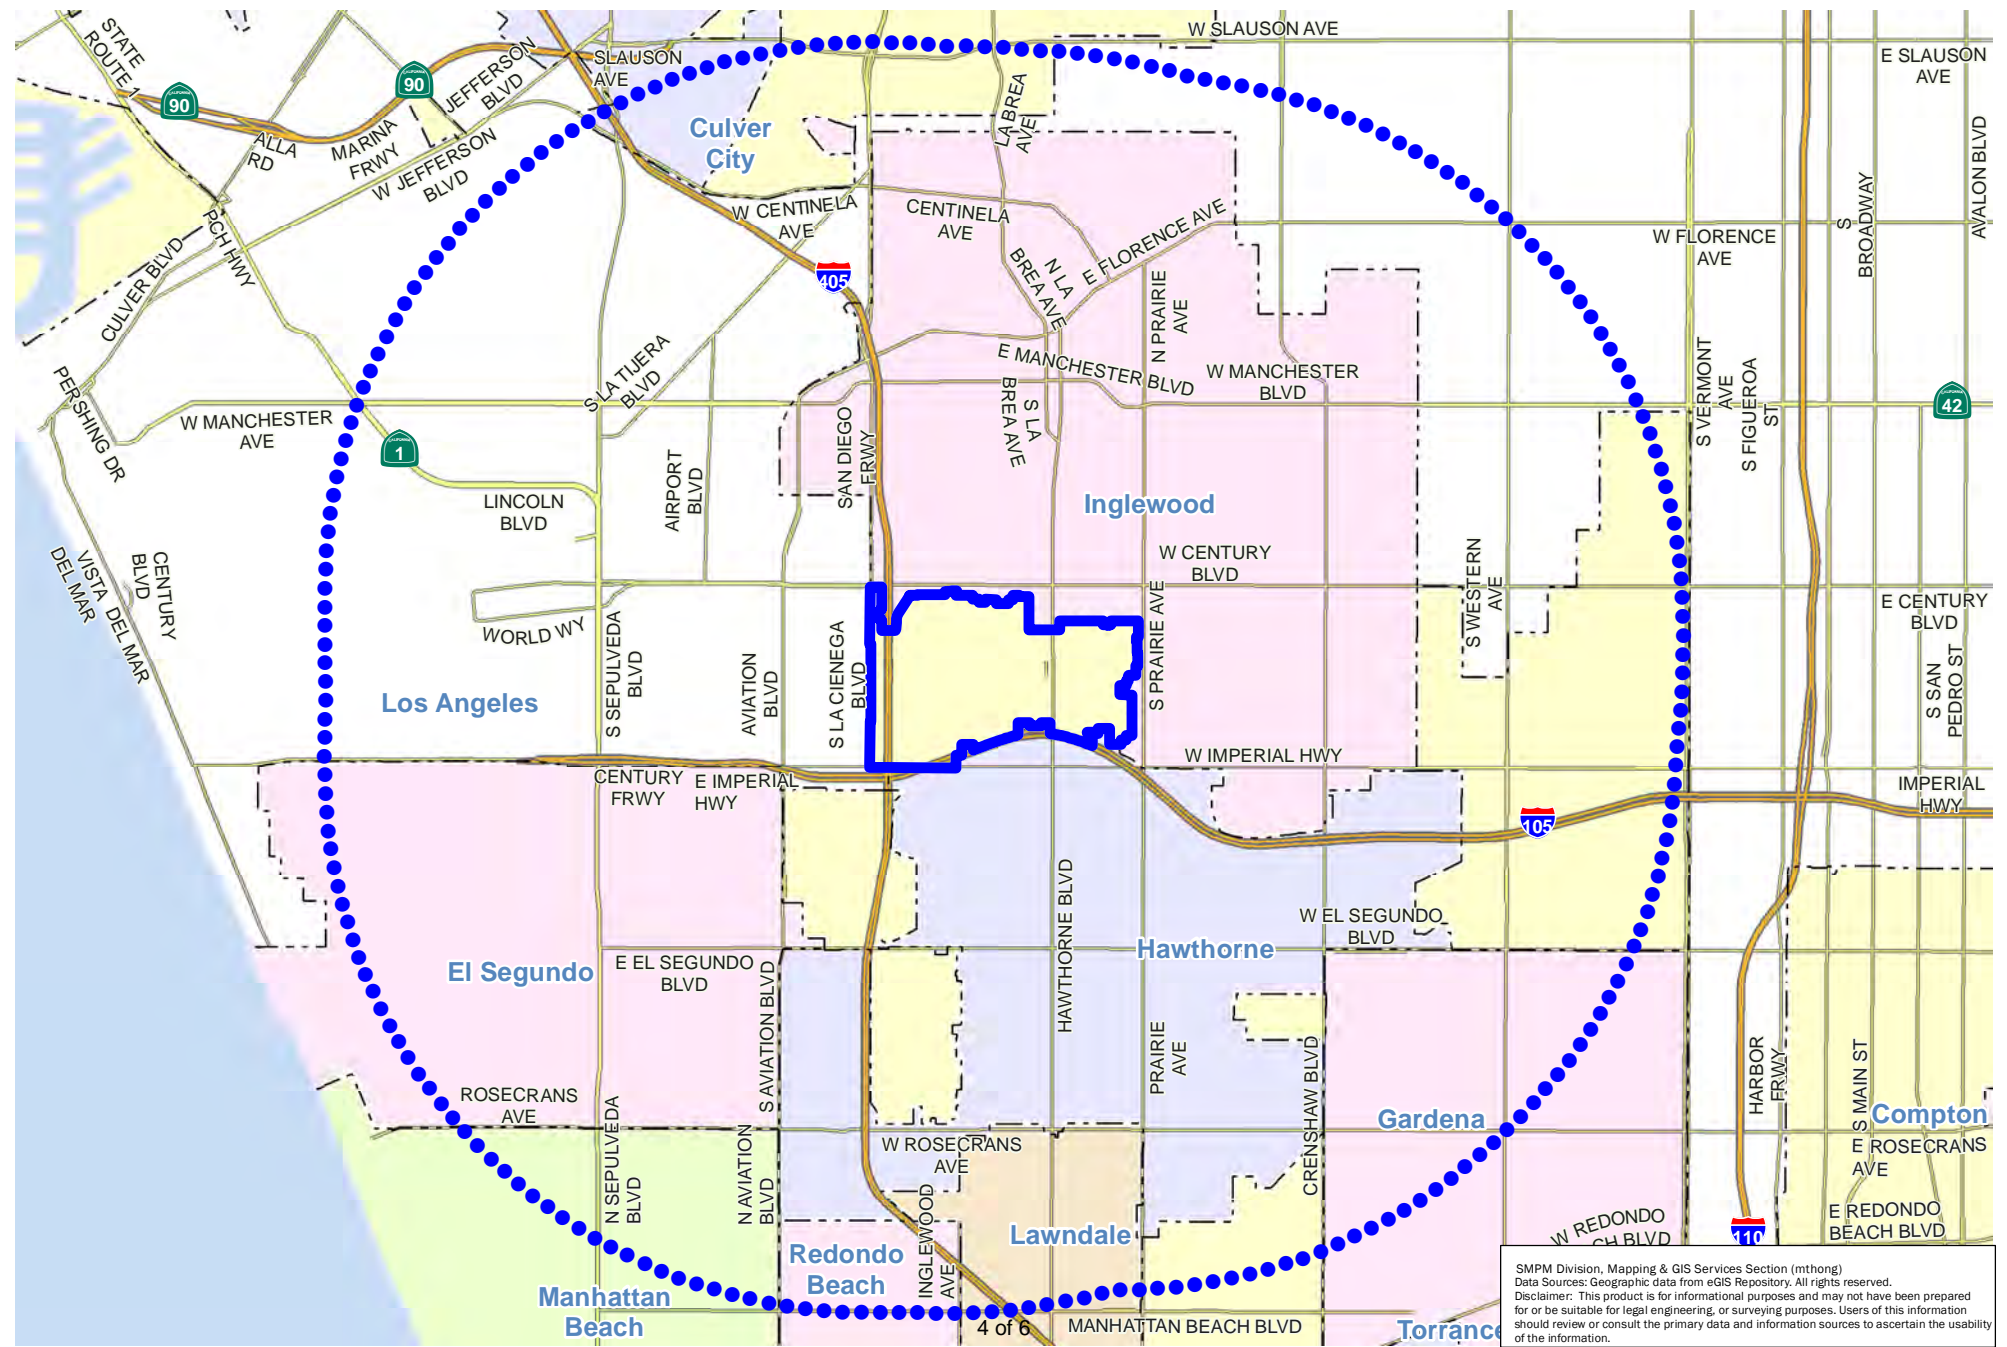 STATE
ROUTE 1
90
90
JEFFERSON
BLVD
SLAUSON
AVE
W SLAUSON AVE
E SLAUSON
AVE
ALLA
RD
MARINA
FRWY
W JEFFERSON
BLVD
Culver
City
LA BREA
AVE
AVALON BLVD
S
BROADWAY
PCH HWY
CULVER BLVD
W CENTINELA
AVE
CENTINELA
AVE
E FLORENCE AVE
W FLORENCE
AVE
405
N LA
BREA AVE
N PRAIRIE
AVE
PERSHING DR
W MANCHESTER
AVE
S LA TIJERA
BLVD
E MANCHESTER BLVD
W MANCHESTER
BLVD
S VERMONT
AVE
S FIGUEROA
ST
42
1
SAN DIEGO
FRWY
S LA
BREA AVE
AIRPORT
BLVD
LINCOLN
BLVD
Inglewood
W CENTURY
BLVD
S WESTERN
AVE
E CENTURY
BLVD
VISTA DEL MAR
DEL MAR
CENTURY
BLVD
WORLD WY
S SEPULVEDA
BLVD
AVIATION
BLVD
S LA CIENEGA
BLVD
S PRAIRIE AVE
S SAN
PEDRO ST
Los Angeles
CENTURY
FRWY
E IMPERIAL
HWY
W IMPERIAL HWY
IMPERIAL
HWY
105
HAWTHORNE BLVD
W EL SEGUNDO
BLVD
El Segundo
E EL SEGUNDO
BLVD
S AVIATION BLVD
Hawthorne
PRAIRIE
AVE
CRENSHAW BLVD
HARBOR
FRWY
S MAIN ST
ROSECRANS
AVE
W ROSECRANS
AVE
Gardena
Compton
E ROSECRANS
AVE
N SEPULVEDA
BLVD
N AVIATION
BLVD
INGLEWOOD
AVE
Lawndale
Redondo
Beach
W REDONDO
CH BLVD
110
E REDONDO
BEACH BLVD
Manhattan
Beach
4 of 6
MANHATTAN BEACH BLVD
Torrance
SMPM Division, Mapping & GIS Services Section (mthong)
Data Sources: Geographic data from eGIS Repository. All rights reserved.
Disclaimer: This product is for informational purposes and may not have been prepared
for or be suitable for legal engineering, or surveying purposes. Users of this information
should review or consult the primary data and information sources to ascertain the usability
of the information.